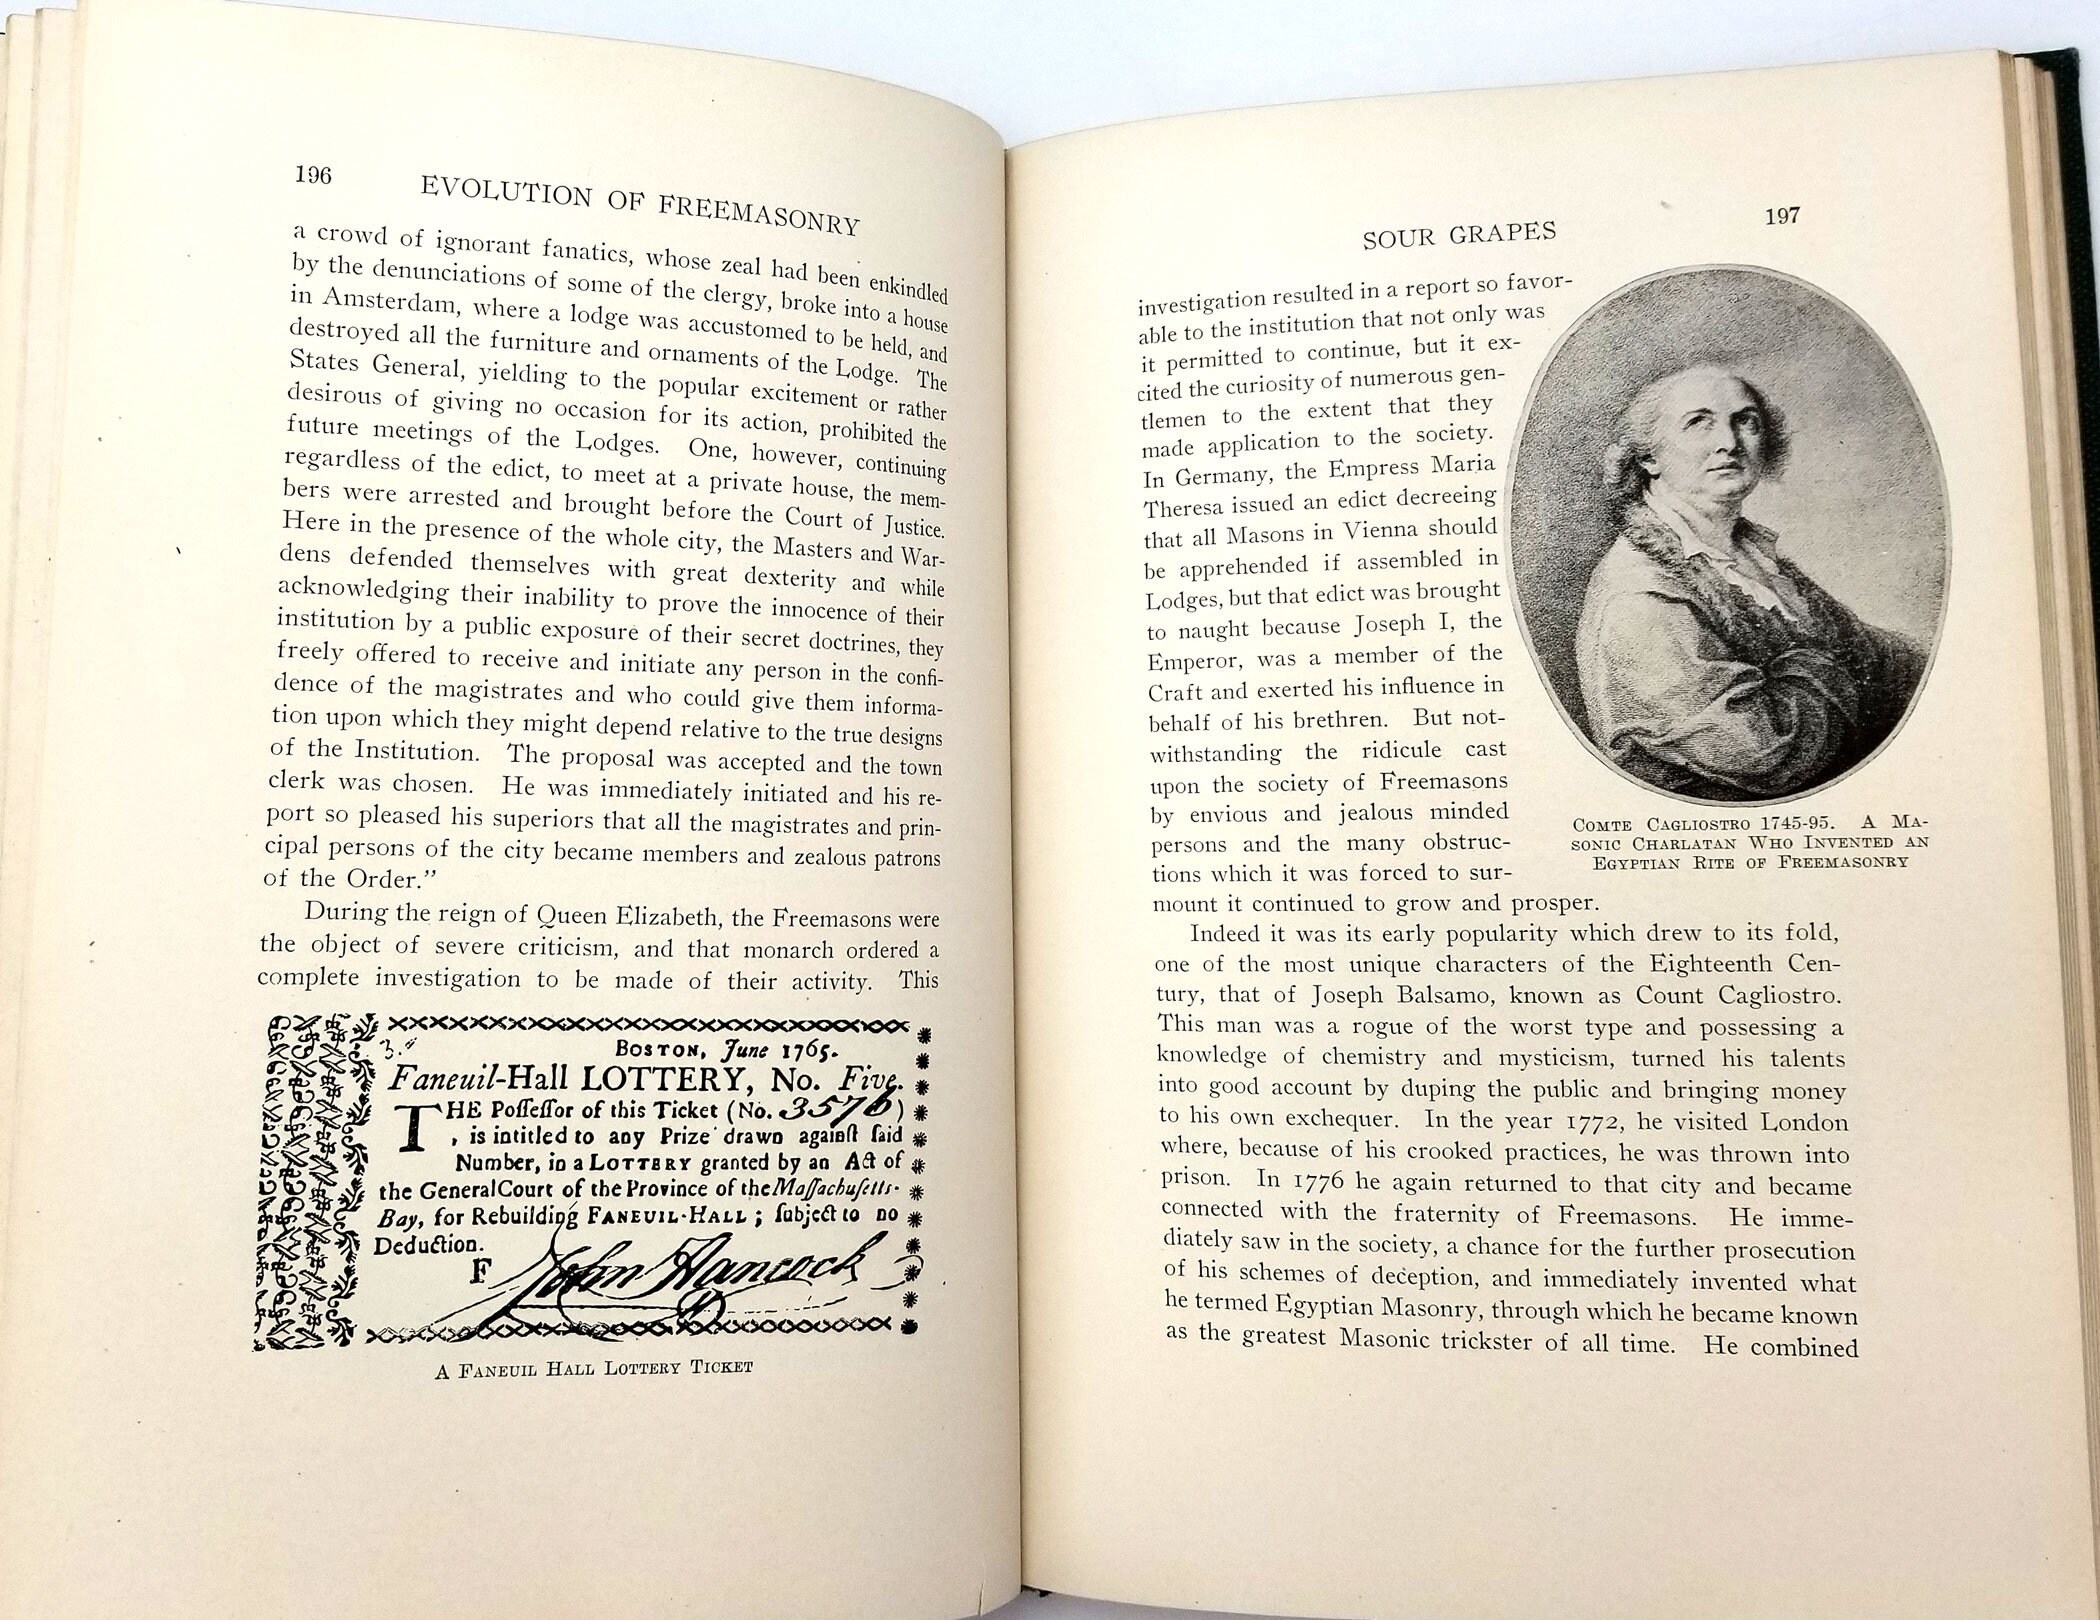 196 EVOLUTION OF FREEMASONRY
a crowd of ignorant fanatics, whose zeal had been enkindled
by the denunciations of some of the clergy, broke into a house
in Amsterdam, where a lodge was accustomed to be held, and
destroyed all the furniture and ornaments of the Lodge. The
States General, yielding to the popular excitement or rather
desirous of giving no occasion for its action, prohibited the
future meetings of the Lodges. One, however, continuing
regardless of the edict, to meet at a private house, the mem-
bers were arrested and brought before the Court of Justice.
Here in the presence of the whole city, the Masters and War-
dens defended themselves with great dexterity and while
acknowledging their inability to prove the innocence of their
institution by a public exposure of their secret doctrines, they
freely offered to receive and initiate any person in the confi-
dence of the magistrates and who could give them informa-
tion upon which they might depend relative to the true designs
of the Institution. The proposal was accepted and the town
clerk was chosen. He was immediately initiated and his re-
port so pleased his superiors that all the magistrates and prin-
cipal persons of the city became members and zealous patrons
of the Order.”
During the reign of Queen Elizabeth, the Freemasons were
the object of severe criticism, and that monarch ordered a
complete investigation to be made of their activity. This
BOSTON, June 1765.
Faneuil-Hall LOTTERY, No. Five.
THE Poſſeſſor of this Ticket (No. 3576)
, is intitled to any Prize drawn againſt ſaid
Number, in a LOTTERY granted by an Act of
the General Court of the Province of the Maſſachuſetts-
Bay, for Rebuilding FANEUIL-HALL; ſubject to no
Deduction.
F John Hancock
A FANEUIL HALL LOTTERY TICKET
SOUR GRAPES 197
investigation resulted in a report so favor-
able to the institution that not only was
it permitted to continue, but it ex-
cited the curiosity of numerous gen-
tlemen to the extent that they
made application to the society.
In Germany, the Empress Maria
Theresa issued an edict decreeing
that all Masons in Vienna should
be apprehended if assembled in
Lodges, but that edict was brought
to naught because Joseph I, the
Emperor, was a member of the
Craft and exerted his influence in
behalf of his brethren. But not-
withstanding the ridicule cast
upon the society of Freemasons
by envious and jealous minded
persons and the many obstruc-
tions which it was forced to sur-
mount it continued to grow and prosper.
COMTE CAGLIOSTRO 1745-95. A MA-
SONIC CHARLATAN WHO INVENTED AN
EGYPTIAN RITE OF FREEMASONRY
Indeed it was its early popularity which drew to its fold,
one of the most unique characters of the Eighteenth Cen-
tury, that of Joseph Balsamo, known as Count Cagliostro.
This man was a rogue of the worst type and possessing a
knowledge of chemistry and mysticism, turned his talents
into good account by duping the public and bringing money
to his own exchequer. In the year 1772, he visited London
where, because of his crooked practices, he was thrown into
prison. In 1776 he again returned to that city and became
connected with the fraternity of Freemasons. He imme-
diately saw in the society, a chance for the further prosecution
of his schemes of deception, and immediately invented what
he termed Egyptian Masonry, through which he became known
as the greatest Masonic trickster of all time. He combined